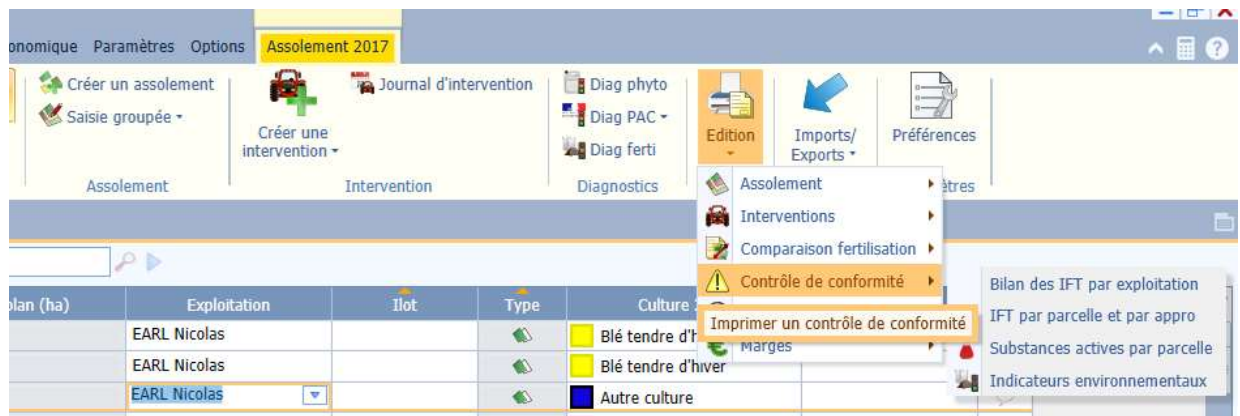 onomique Paramètres Options Assolement 2017
Créer un assolement
Saisie groupée
Assolement
Créer une
intervention
Journal d'intervention
Intervention
Diag phyto
Diag PAC
Diag ferti
Diagnostics
Edition
Imports/
Exports
Préférences
ètres
Assolement
Interventions
Comparaison fertilisation
Contrôle de conformité
Imprimer un contrôle de conformité
Marges
Bilan des IFT par exploitation
IFT par parcelle et par appro
Substances actives par parcelle
Indicateurs environnementaux
plan (ha) Exploitation Ilot Type Culture
EARL Nicolas Blé tendre d'h
EARL Nicolas Blé tendre d'hiver
EARL Nicolas Autre culture